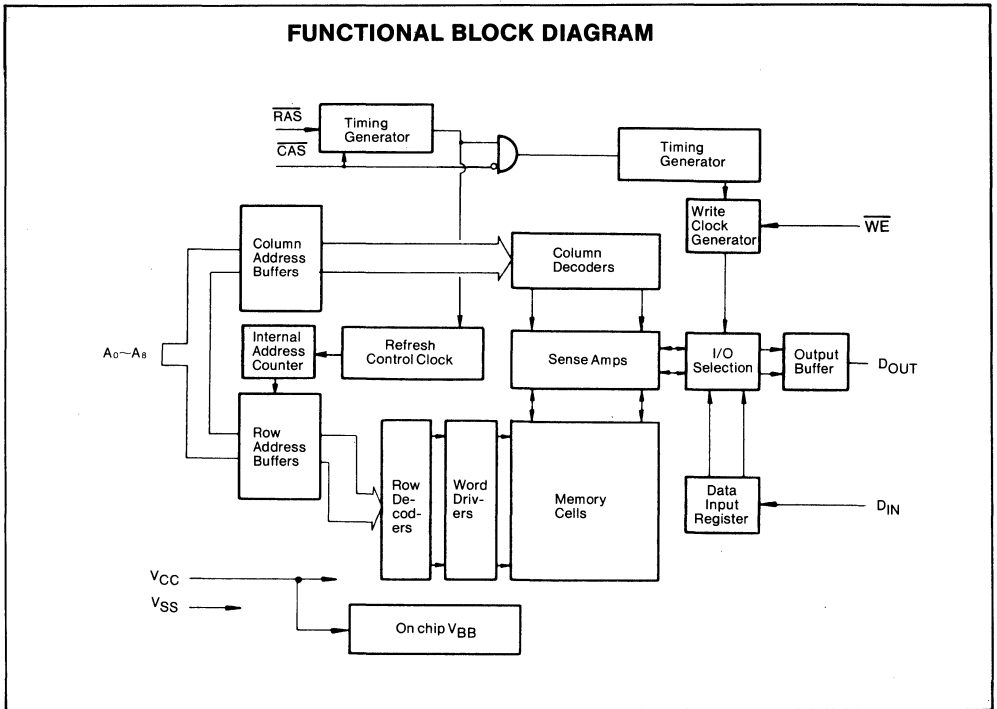 FUNCTIONAL BLOCK DIAGRAM
RAS
Timing
Generator
CAS
Timing
Generator
Write
Clock
Generator
WE
Column
Address
Buffers
Column
Decoders
A0~A8
Internal
Address
Counter
Refresh
Control Clock
Sense Amps
I/O
Selection
Output
Buffer
DOUT
Row
Address
Buffers
Row
De-
cod-
ers
Word
Driv-
ers
Memory
Cells
Data
Input
Register
DIN
VCC
VSS
On chip VBB